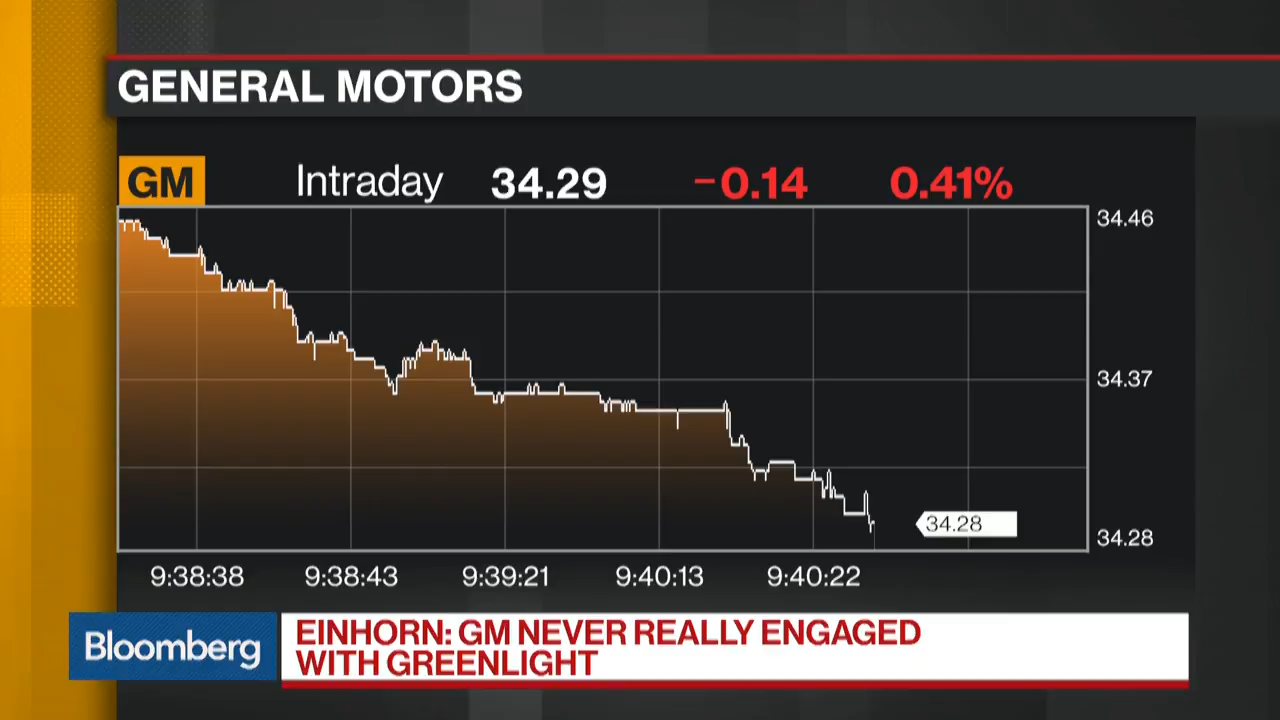 GENERAL MOTORS
GM Intraday 34.29 −0.14 0.41%
34.46
34.37
34.28
34.28
9:38:38 9:38:43 9:39:21 9:40:13 9:40:22
Bloomberg
EINHORN: GM NEVER REALLY ENGAGED
WITH GREENLIGHT